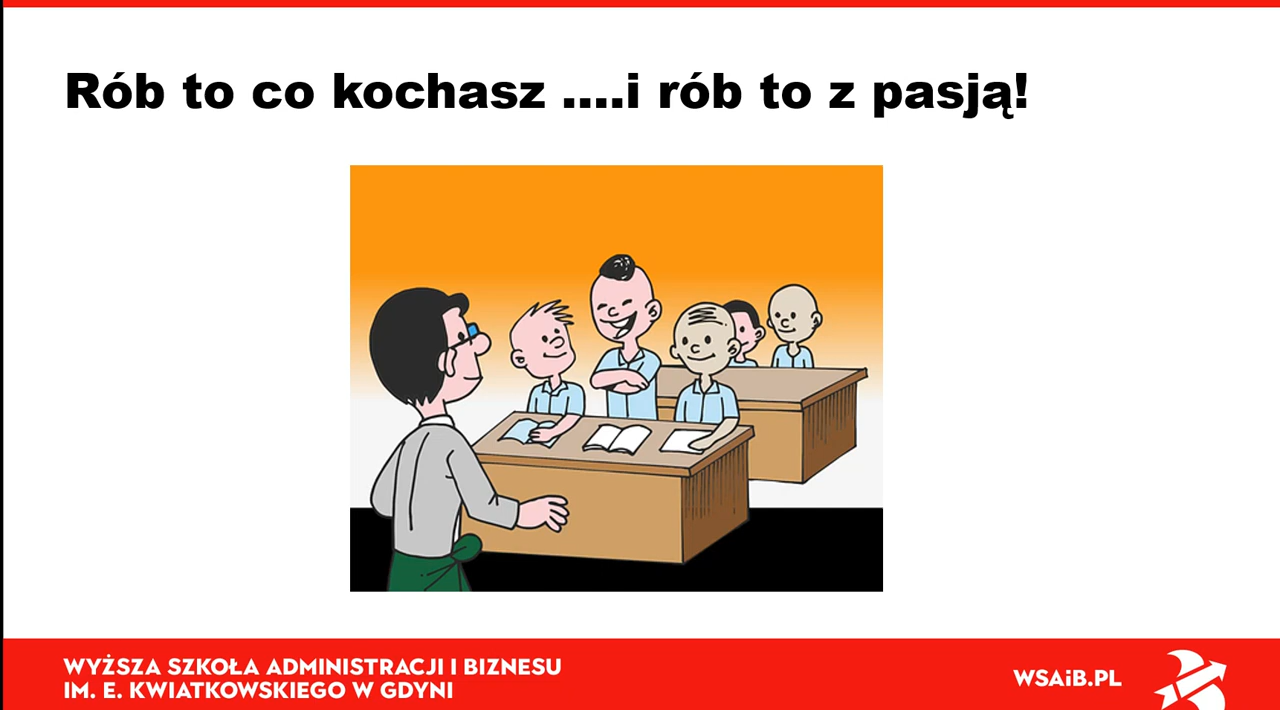 Rób to co kochasz ....i rób to z pasją!
WYŻSZA SZKOŁA ADMINISTRACJI I BIZNESU
IM. E. KWIATKOWSKIEGO W GDYNI
WSAiB.PL